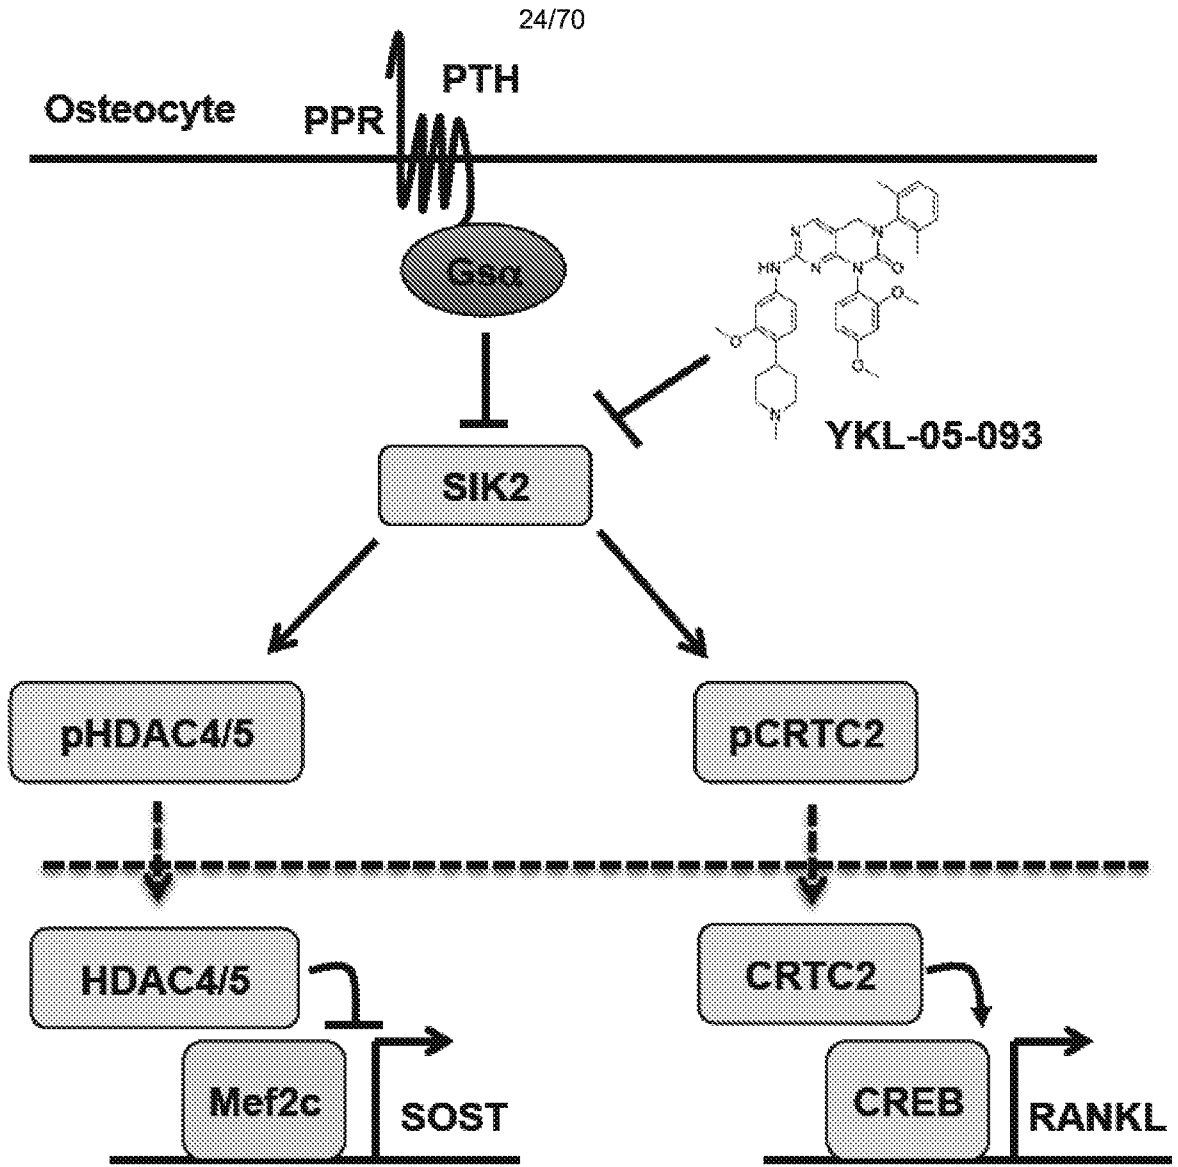 24/70
PTH
Osteocyte
PPR
Gsα
N
N
HN
N
N
O
O
O
O
N
YKL-05-093
SIK2
pHDAC4/5
pCRTC2
HDAC4/5
CRTC2
Mef2c
SOST
CREB
RANKL